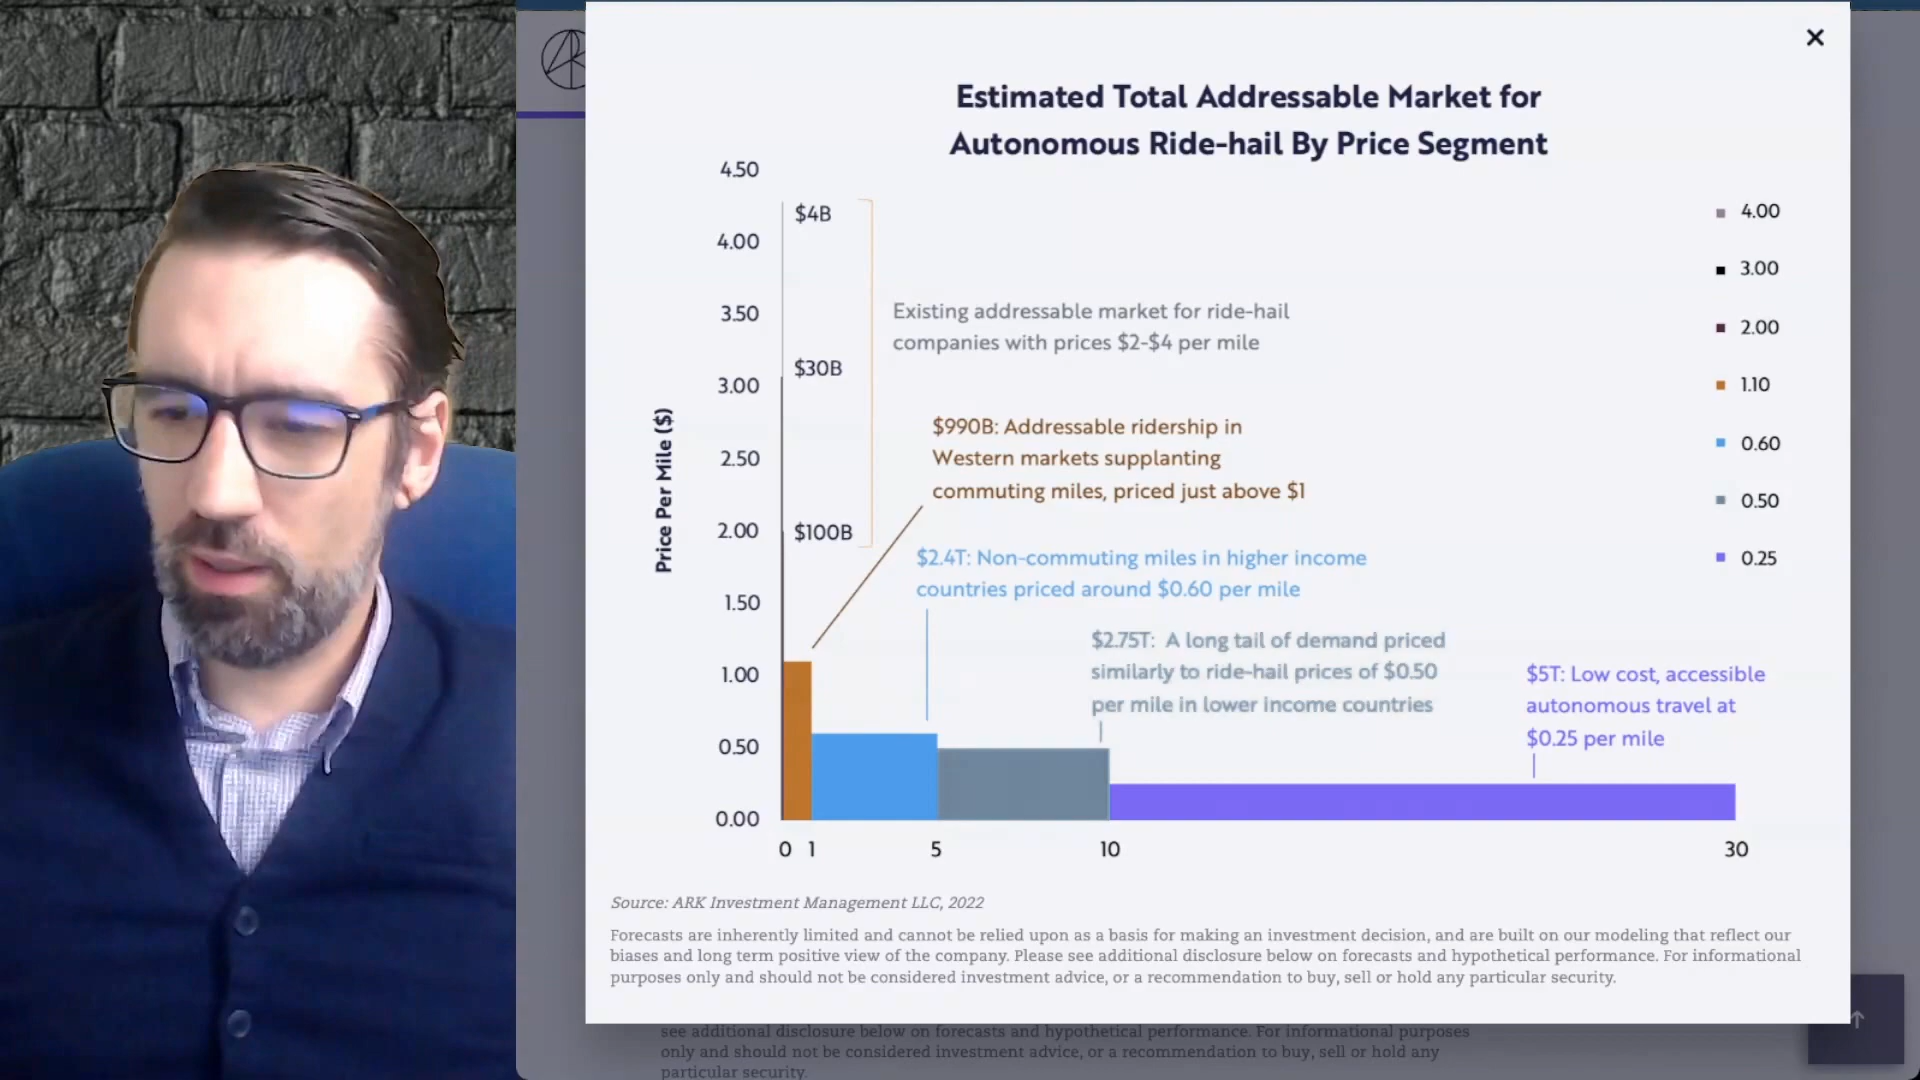 ×
Estimated Total Addressable Market for
Autonomous Ride-hail By Price Segment
4.50
4.00
3.50
3.00
2.50
2.00
1.50
1.00
0.50
0.00
Price Per Mile ($)
$4B
$30B
$100B
Existing addressable market for ride-hail
companies with prices $2-$4 per mile
$990B: Addressable ridership in
Western markets supplanting
commuting miles, priced just above $1
$2.4T: Non-commuting miles in higher income
countries priced around $0.60 per mile
$2.75T: A long tail of demand priced
similarly to ride-hail prices of $0.50
per mile in lower income countries
$5T: Low cost, accessible
autonomous travel at
$0.25 per mile
4.00
3.00
2.00
1.10
0.60
0.50
0.25
0 1 5 10 30
Source: ARK Investment Management LLC, 2022
Forecasts are inherently limited and cannot be relied upon as a basis for making an investment decision, and are built on our modeling that reflect our
biases and long term positive view of the company. Please see additional disclosure below on forecasts and hypothetical performance. For informational
purposes only and should not be considered investment advice, or a recommendation to buy, sell or hold any particular security.
see additional disclosure below on forecasts and hypothetical performance. For informational purposes
only and should not be considered investment advice, or a recommendation to buy, sell or hold any
particular security.